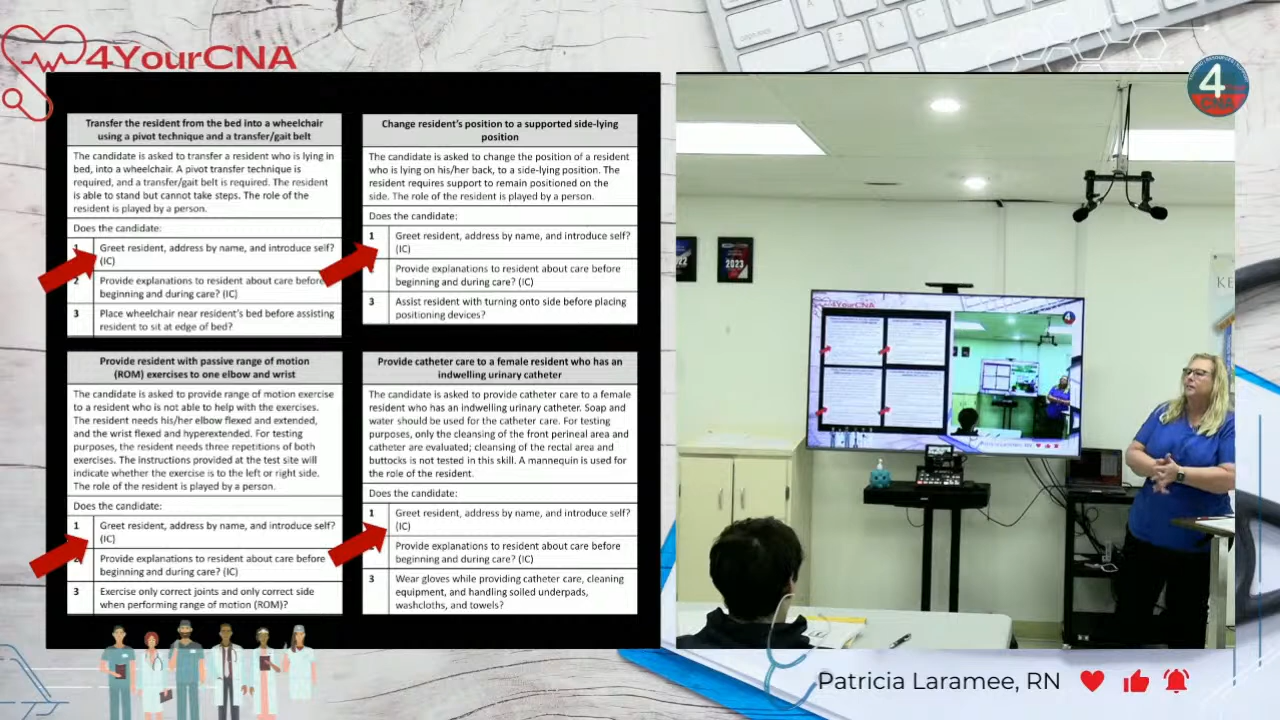 4YourCNA
Transfer the resident from the bed into a wheelchair
using a pivot technique and a transfer/gait belt
The candidate is asked to transfer a resident who is lying in
bed, into a wheelchair. A pivot transfer technique is
required, and a transfer/gait belt is required. The resident
is able to stand but cannot take steps. The role of the
resident is played by a person.
Does the candidate:
1 Greet resident, address by name, and introduce self?
(IC)
2 Provide explanations to resident about care before
beginning and during care? (IC)
3 Place wheelchair near resident's bed before assisting
resident to sit at edge of bed?
Change resident's position to a supported side-lying
position
The candidate is asked to change the position of a resident
who is lying on his/her back, to a side-lying position. The
resident requires support to remain positioned on the
side. The role of the resident is played by a person.
Does the candidate:
1 Greet resident, address by name, and introduce self?
(IC)
Provide explanations to resident about care before
beginning and during care? (IC)
3 Assist resident with turning onto side before placing
positioning devices?
Provide resident with passive range of motion
(ROM) exercises to one elbow and wrist
The candidate is asked to provide range of motion exercise
to a resident who is not able to help with the exercises.
The resident needs his/her elbow flexed and extended,
and the wrist flexed and hyperextended. For testing
purposes, the resident needs three repetitions of both
exercises. The instructions provided at the test site will
indicate whether the exercise is to the left or right side.
The role of the resident is played by a person.
Does the candidate:
1 Greet resident, address by name, and introduce self?
(IC)
2 Provide explanations to resident about care before
beginning and during care? (IC)
3 Exercise only correct joints and only correct side
when performing range of motion (ROM)?
Provide catheter care to a female resident who has an
indwelling urinary catheter
The candidate is asked to provide catheter care to a female
resident who has an indwelling urinary catheter. Soap and
water should be used for the catheter care. For testing
purposes, only the cleansing of the front perineal area and
catheter are evaluated; cleansing of the rectal area and
buttocks is not tested in this skill. A mannequin is used for
the role of the resident.
Does the candidate:
1 Greet resident, address by name, and introduce self?
(IC)
Provide explanations to resident about care before
beginning and during care? (IC)
3 Wear gloves while providing catheter care, cleaning
equipment, and handling soiled underpads,
washcloths, and towels?
4
CNA
2023
4YourCNA
Patricia Laramee, RN